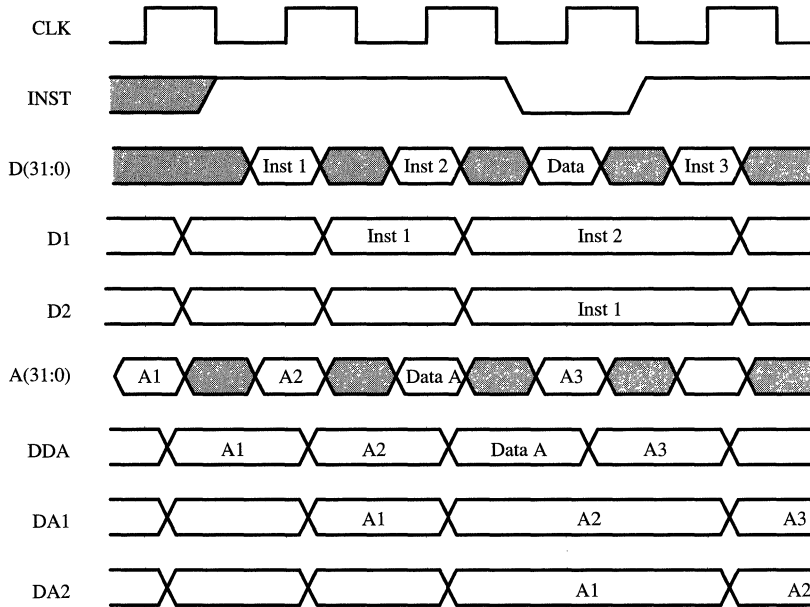 CLK
INST
D(31:0) Inst 1 Inst 2 Data Inst 3
D1 Inst 1 Inst 2
D2 Inst 1
A(31:0) A1 A2 Data A A3
DDA A1 A2 Data A A3
DA1 A1 A2 A3
DA2 A1 A2